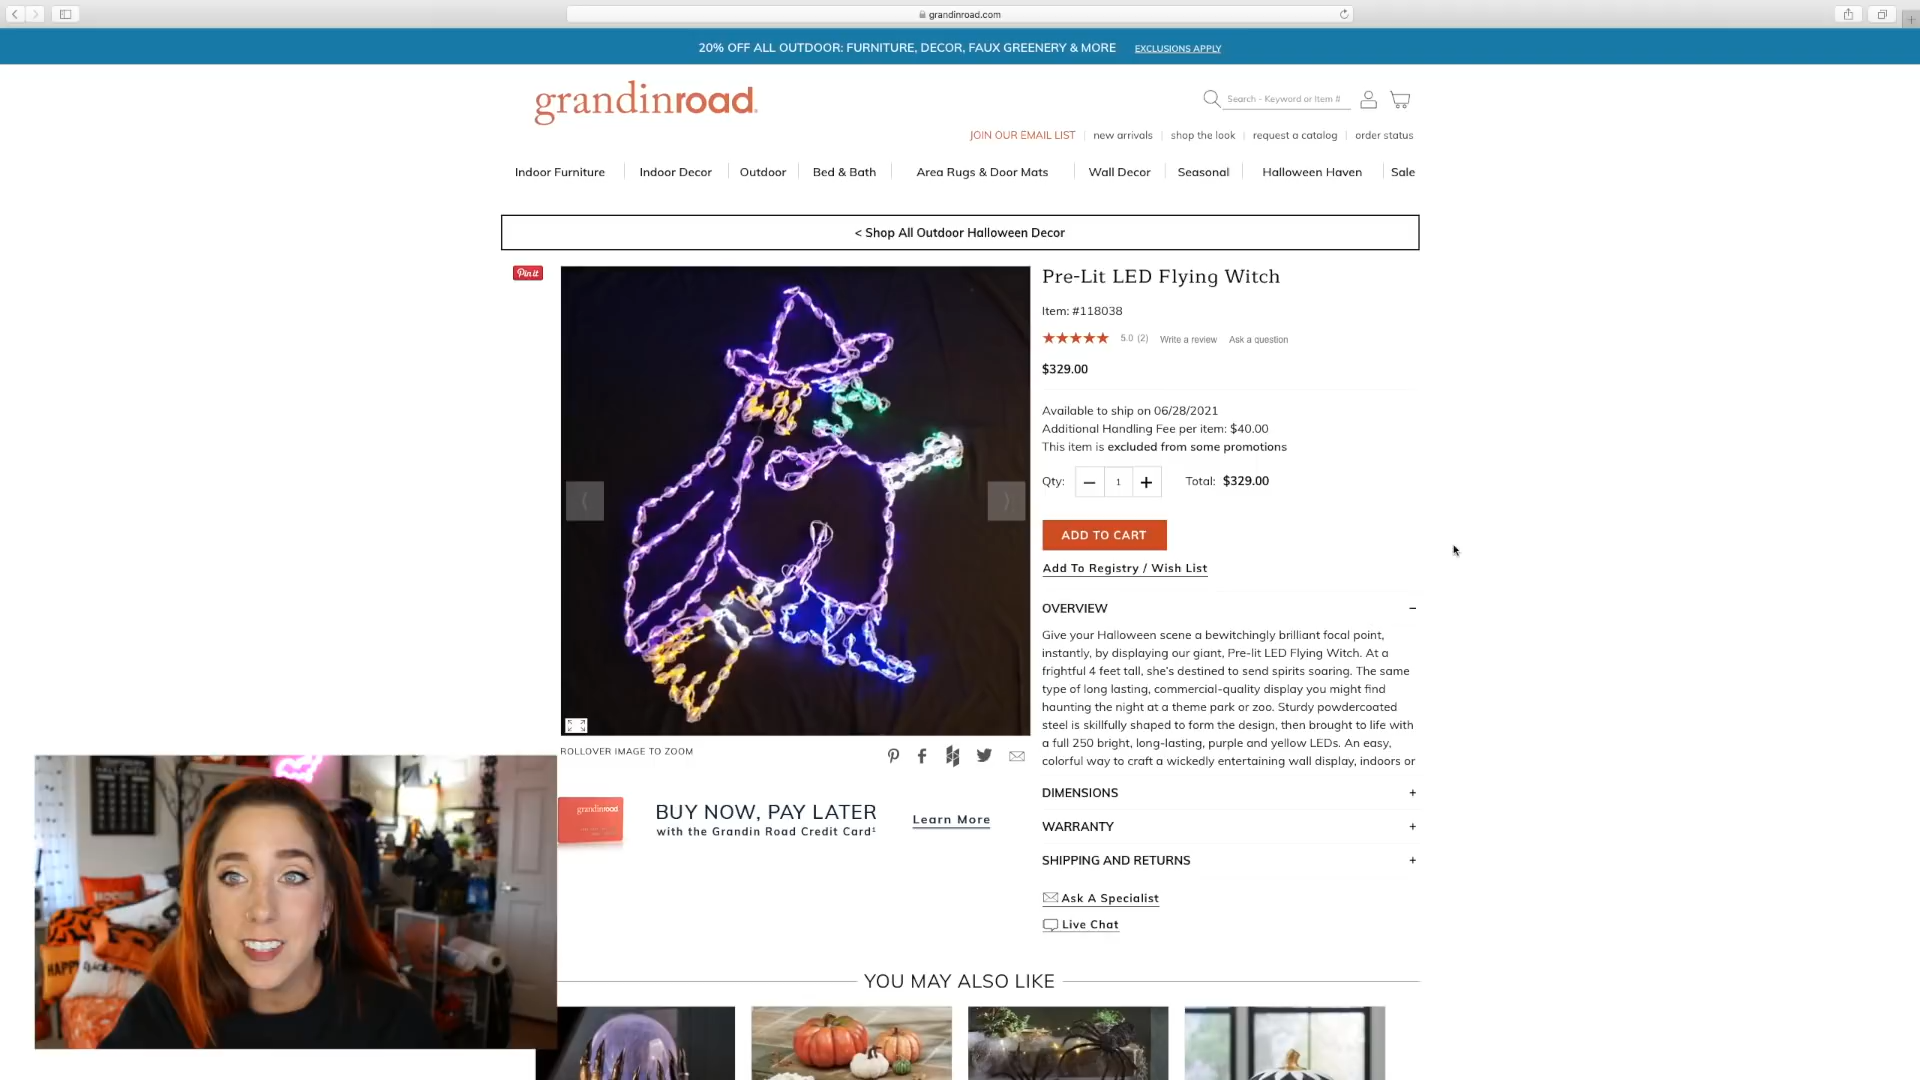 grandinroad.com
20% OFF ALL OUTDOOR: FURNITURE, DECOR, FAUX GREENERY & MORE EXCLUSIONS APPLY
grandinroad
Search - Keyword or Item #
JOIN OUR EMAIL LIST new arrivals shop the look request a catalog order status
Indoor Furniture Indoor Decor Outdoor Bed & Bath Area Rugs & Door Mats Wall Decor Seasonal Halloween Haven Sale
< Shop All Outdoor Halloween Decor
Pin it
Pre-Lit LED Flying Witch
Item: #118038
5.0 (2) Write a review Ask a question
$329.00
Available to ship on 06/28/2021
Additional Handling Fee per item: $40.00
This item is excluded from some promotions
Qty: 1 Total: $329.00
ADD TO CART
Add To Registry / Wish List
OVERVIEW
Give your Halloween scene a bewitchingly brilliant focal point,
instantly, by displaying our giant, Pre-lit LED Flying Witch. At a
frightful 4 feet tall, she's destined to send spirits soaring. The same
type of long lasting, commercial-quality display you might find
haunting the night at a theme park or zoo. Sturdy powdercoated
steel is skillfully shaped to form the design, then brought to life with
a full 250 bright, long-lasting, purple and yellow LEDs. An easy,
colorful way to craft a wickedly entertaining wall display, indoors or
ROLLOVER IMAGE TO ZOOM
DIMENSIONS
WARRANTY
SHIPPING AND RETURNS
Ask A Specialist
Live Chat
grandinroad
BUY NOW, PAY LATER
with the Grandin Road Credit Card¹
Learn More
HAPPY
YOU MAY ALSO LIKE